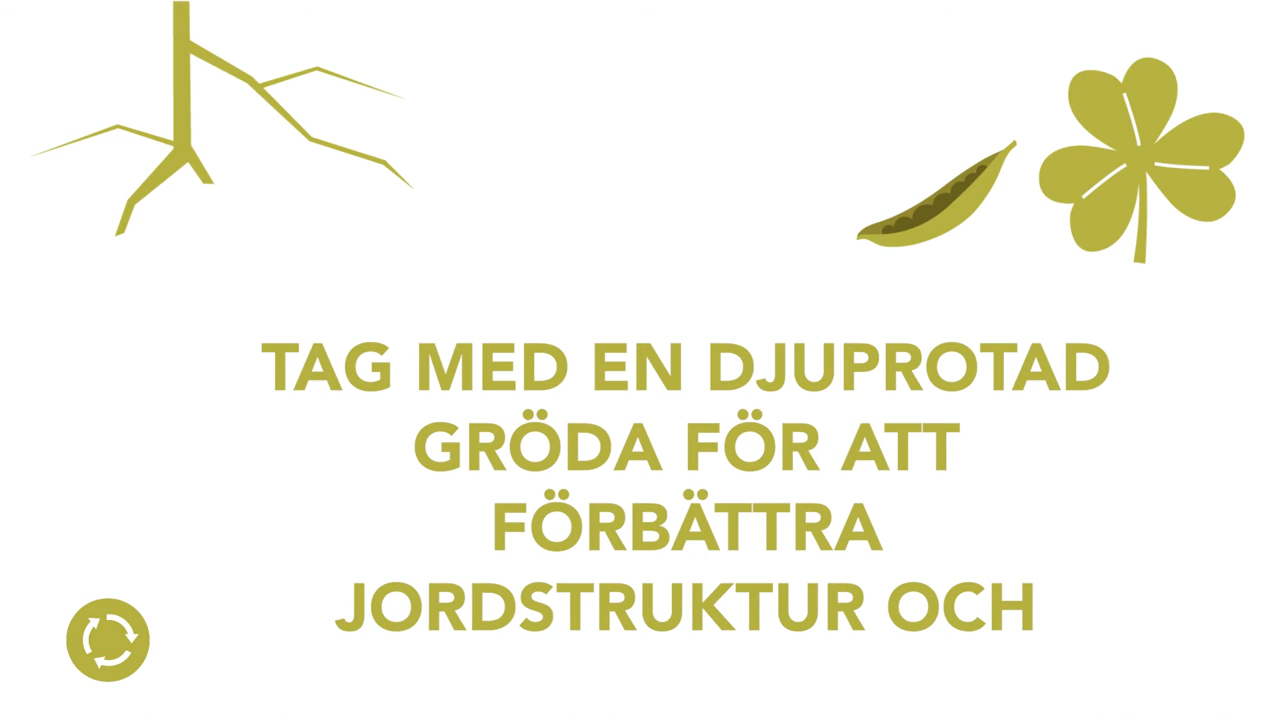 TAG MED EN DJUPROTAD
GRÖDA FÖR ATT
FÖRBÄTTRA
JORDSTRUKTUR OCH